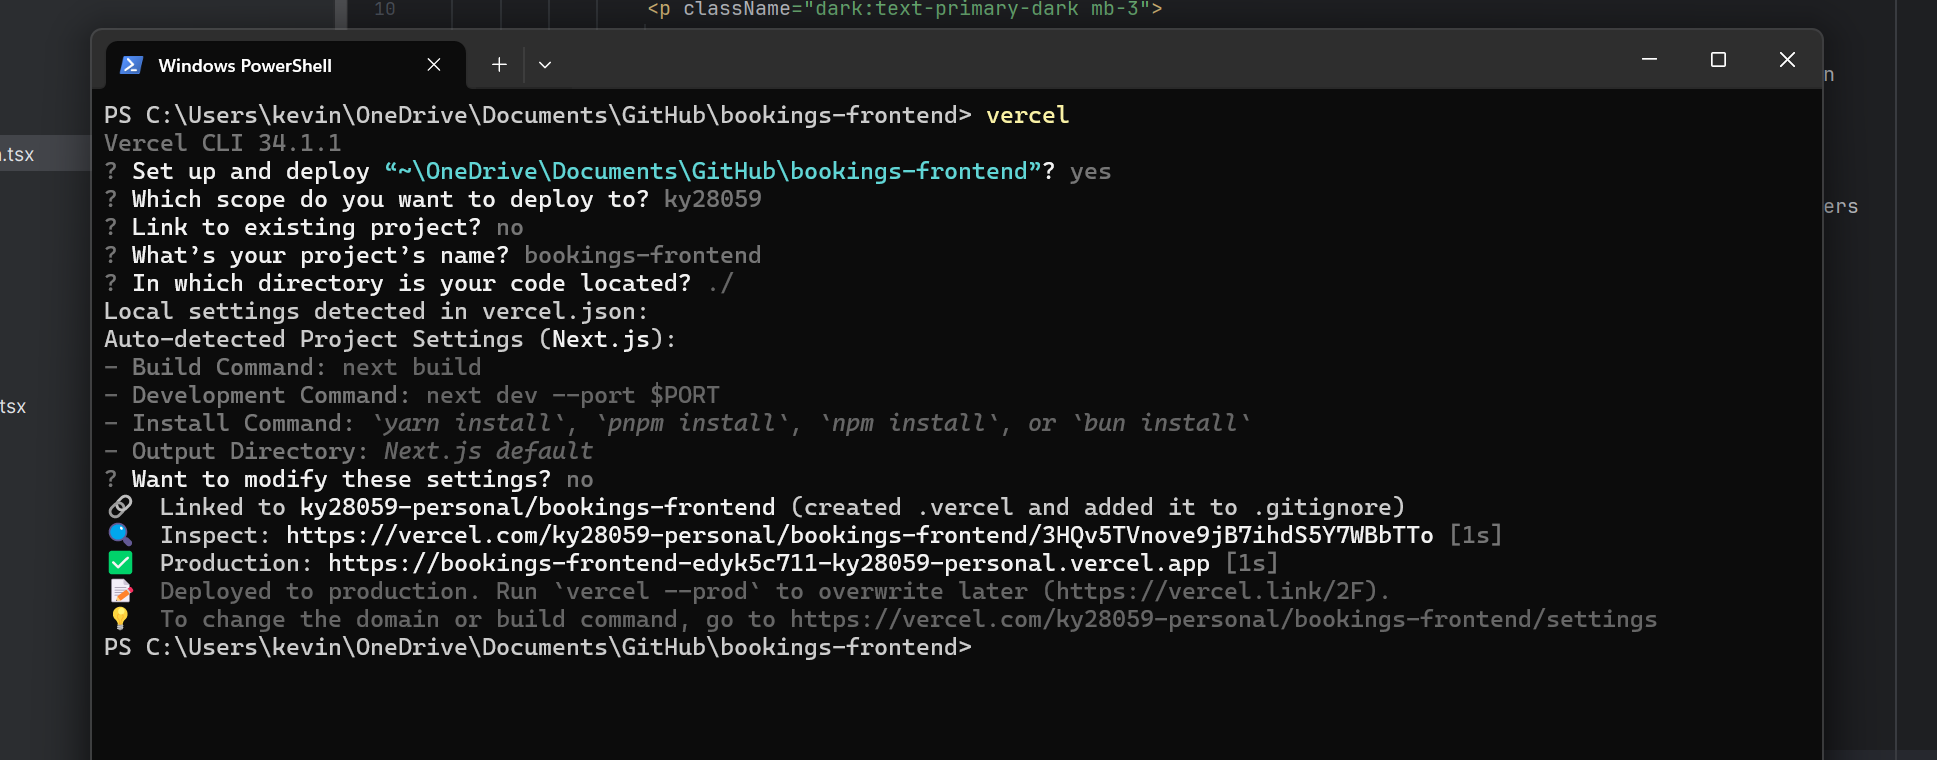 10 <p className="dark:text-primary-dark mb-3">
Windows PowerShell
n
PS C:\Users\kevin\OneDrive\Documents\GitHub\bookings-frontend> vercel
Vercel CLI 34.1.1
.tsx
? Set up and deploy “~\OneDrive\Documents\GitHub\bookings-frontend”? yes
? Which scope do you want to deploy to? ky28059
ers
? Link to existing project? no
? What’s your project’s name? bookings-frontend
? In which directory is your code located? ./
Local settings detected in vercel.json:
Auto-detected Project Settings (Next.js):
- Build Command: next build
- Development Command: next dev --port $PORT
tsx
- Install Command: `yarn install`, `pnpm install`, `npm install`, or `bun install`
- Output Directory: Next.js default
? Want to modify these settings? no
🔗  Linked to ky28059-personal/bookings-frontend (created .vercel and added it to .gitignore)
🔍  Inspect: https://vercel.com/ky28059-personal/bookings-frontend/3HQv5TVnove9jB7ihdS5Y7WBbTTo [1s]
✅  Production: https://bookings-frontend-edyk5c711-ky28059-personal.vercel.app [1s]
📝  Deployed to production. Run `vercel --prod` to overwrite later (https://vercel.link/2F).
💡  To change the domain or build command, go to https://vercel.com/ky28059-personal/bookings-frontend/settings
PS C:\Users\kevin\OneDrive\Documents\GitHub\bookings-frontend>